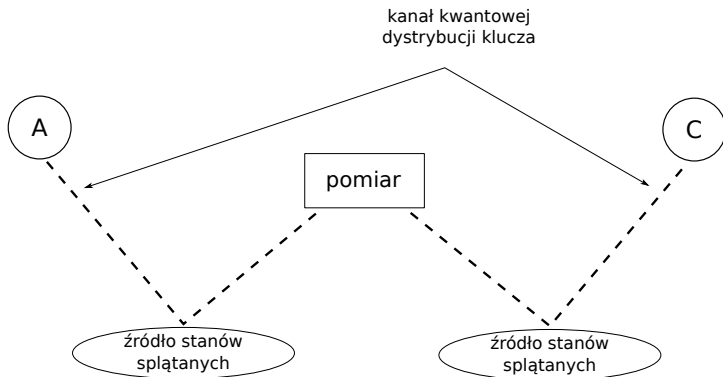 kanał kwantowej
dystrybucji klucza
A
C
pomiar
źródło stanów
splątanych
źródło stanów
splątanych